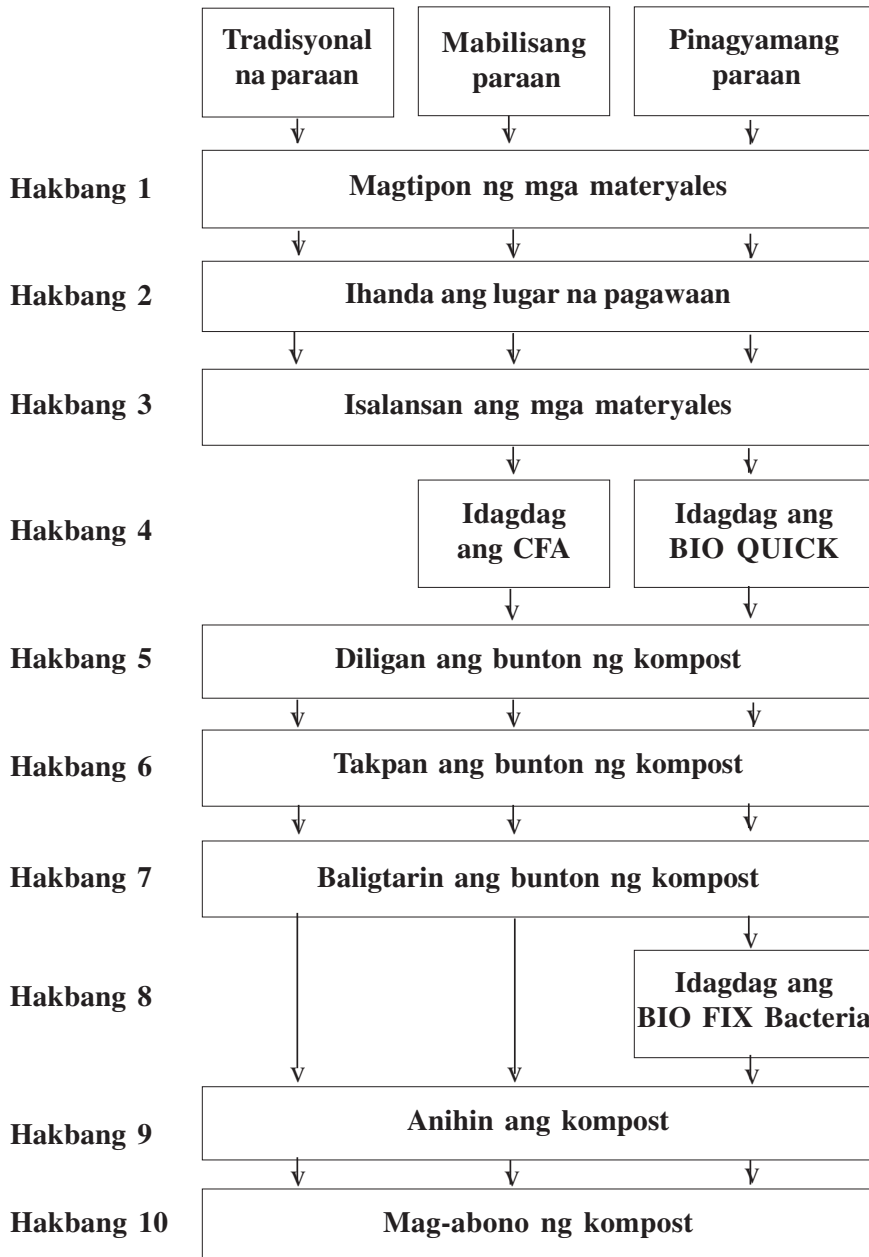 Tradisyonal
na paraan
Mabilisang
paraan
Pinagyamang
paraan
Hakbang 1
Magtipon ng mga materyales
Hakbang 2
Ihanda ang lugar na pagawaan
Hakbang 3
Isalansan ang mga materyales
Hakbang 4
Idagdag
ang CFA
Idagdag ang
BIO QUICK
Hakbang 5
Diligan ang bunton ng kompost
Hakbang 6
Takpan ang bunton ng kompost
Hakbang 7
Baligtarin ang bunton ng kompost
Hakbang 8
Idagdag ang
BIO FIX Bacteria
Hakbang 9
Anihin ang kompost
Hakbang 10
Mag-abono ng kompost